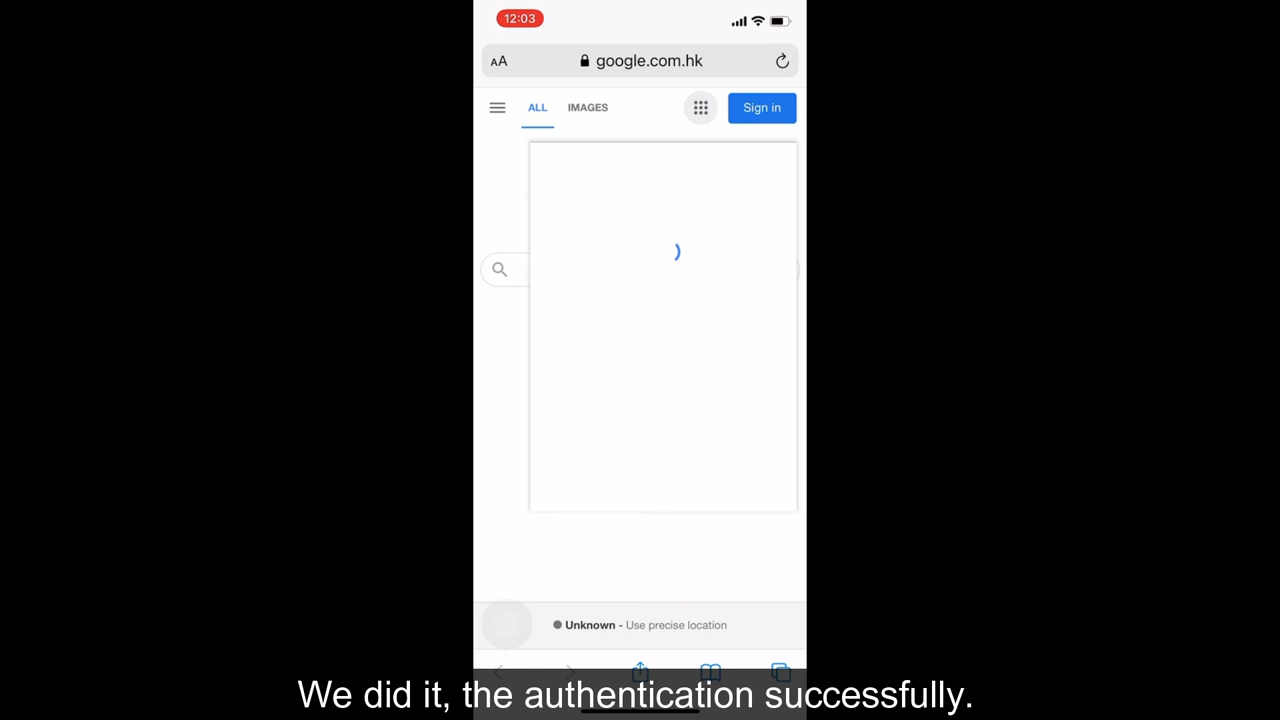 12:03
AA google.com.hk
ALL IMAGES Sign in
Unknown - Use precise location
We did it, the authentication successfully.